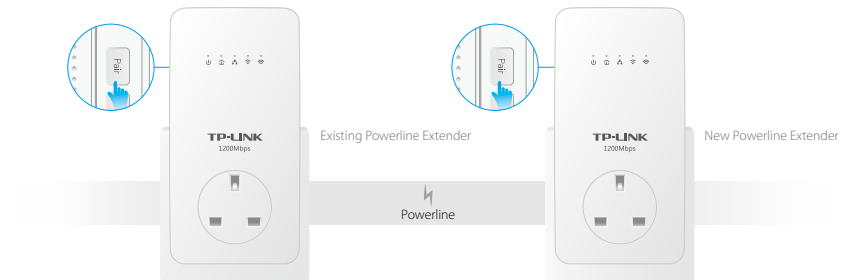 Pair
Pair
TP-LINK
1200Mbps
Existing Powerline Extender
TP-LINK
1200Mbps
New Powerline Extender
Powerline